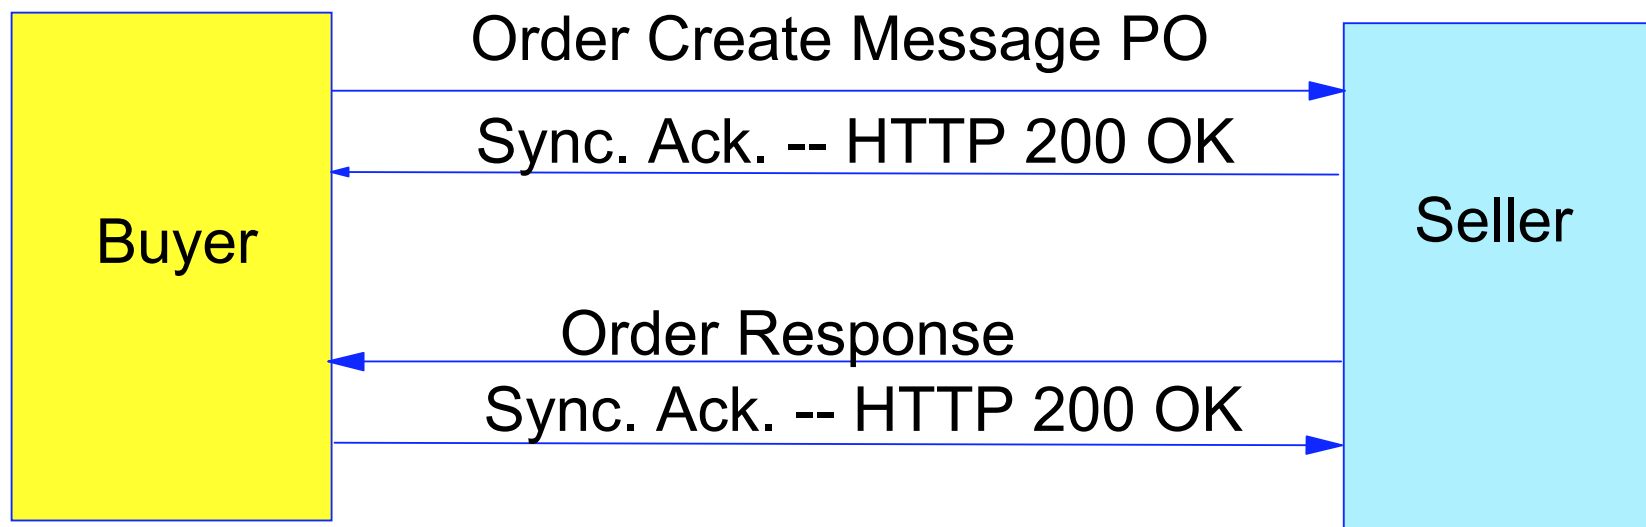 Order Create Message PO
Sync. Ack. -- HTTP 200 OK
Buyer
Seller
Order Response
Sync. Ack. -- HTTP 200 OK